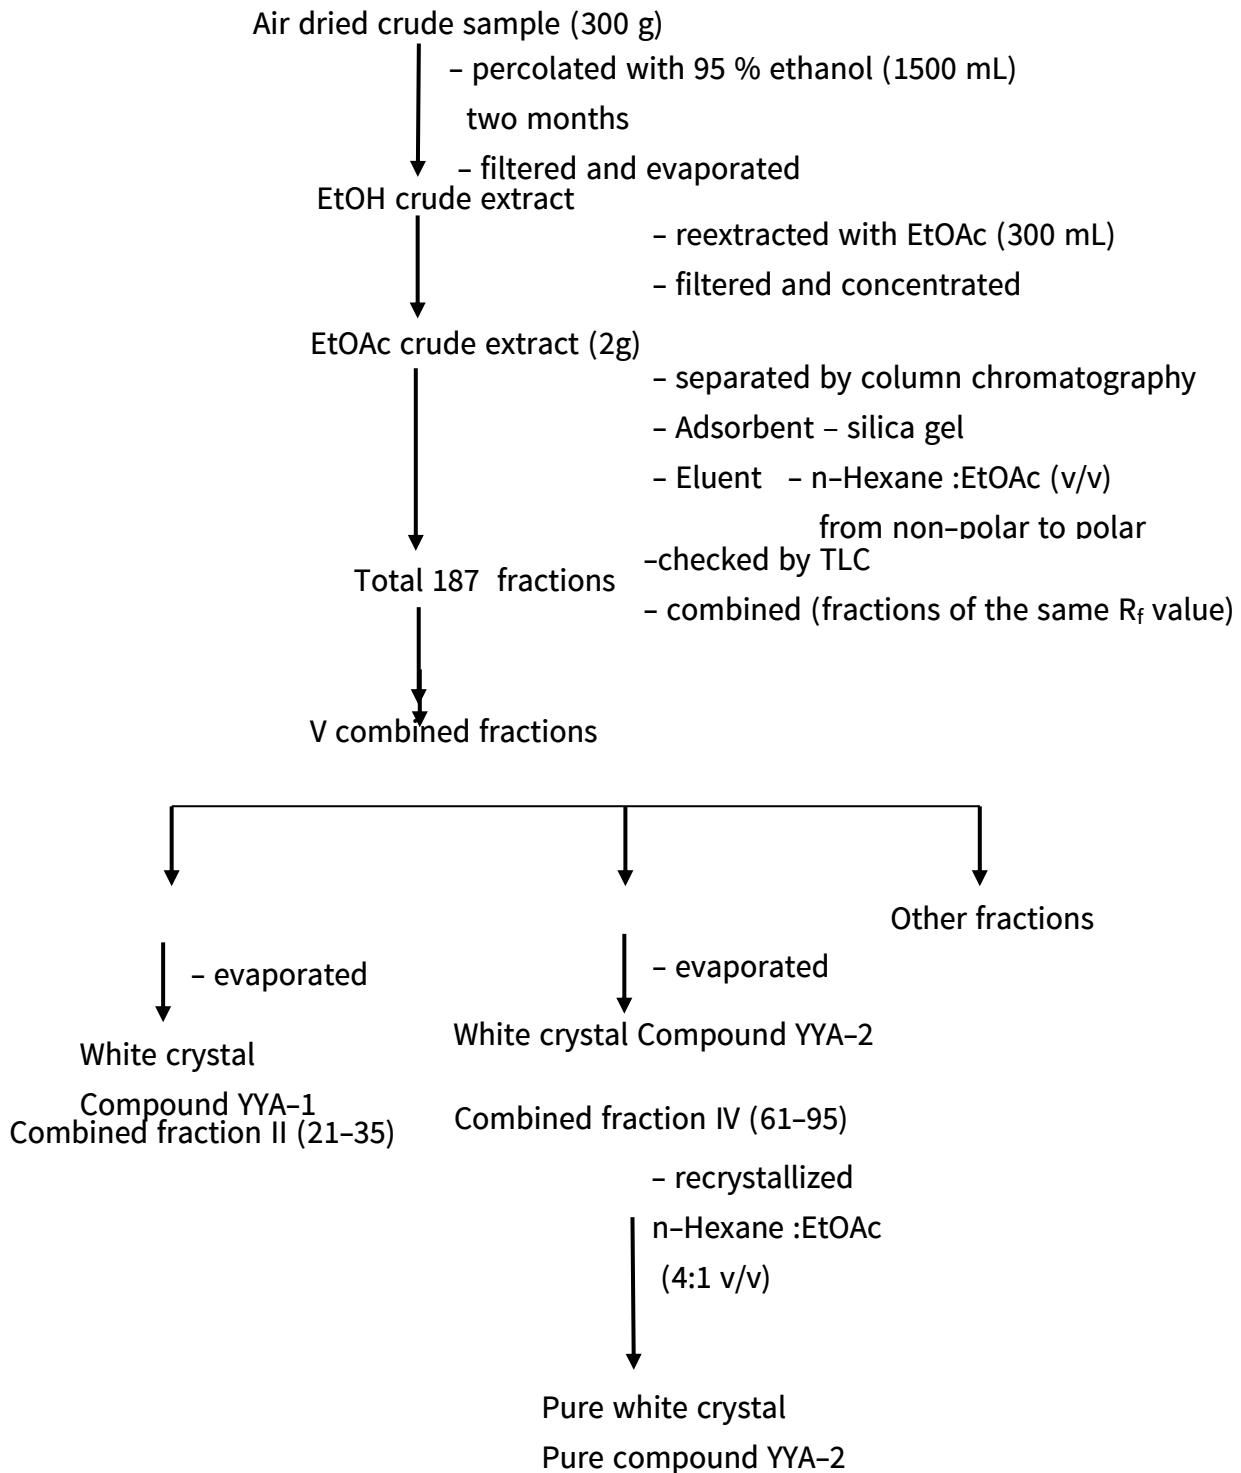 Air dried crude sample (300 g)
– percolated with 95 % ethanol (1500 mL)
two months
– filtered and evaporated
EtOH crude extract
– reextracted with EtOAc (300 mL)
– filtered and concentrated
EtOAc crude extract (2g)
– separated by column chromatography
– Adsorbent – silica gel
– Eluent – n–Hexane :EtOAc (v/v)
from non–polar to polar
–checked by TLC
Total 187 fractions
– combined (fractions of the same Rf value)
V combined fractions
Other fractions
– evaporated
– evaporated
White crystal
Compound YYA–1
Combined fraction II (21–35)
White crystal Compound YYA–2
Combined fraction IV (61–95)
– recrystallized
n–Hexane :EtOAc
(4:1 v/v)
Pure white crystal
Pure compound YYA–2